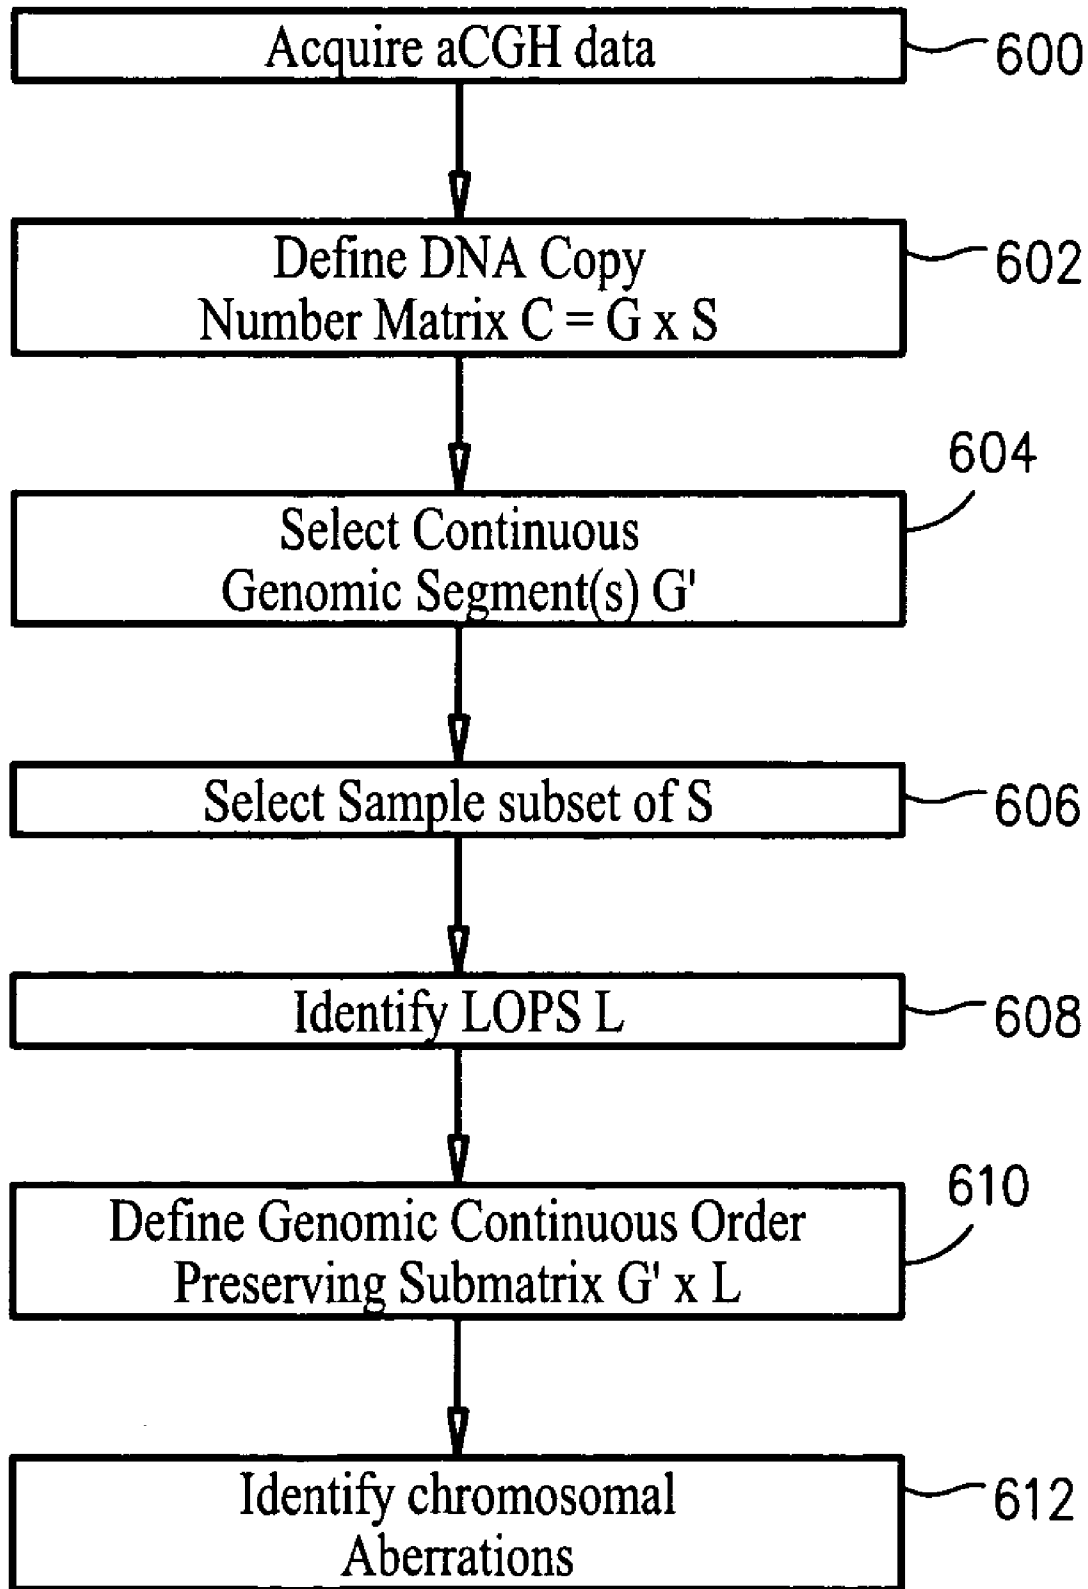 Acquire aCGH data
600
Define DNA Copy
Number Matrix C = G x S
602
604
Select Continuous
Genomic Segment(s) G'
Select Sample subset of S
606
Identify LOPS L
608
610
Define Genomic Continuous Order
Preserving Submatrix G' x L
Identify chromosomal
Aberrations
612